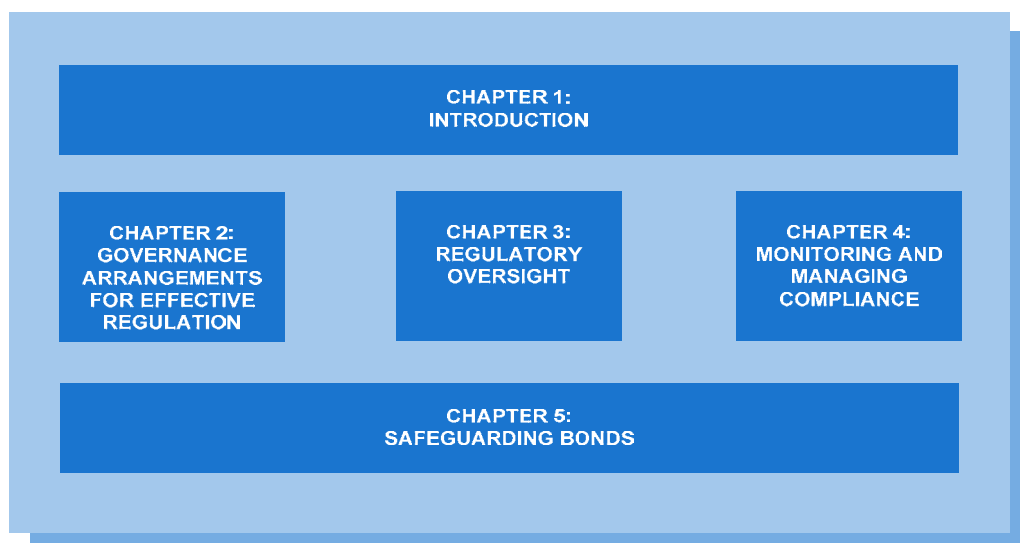 CHAPTER 1:
INTRODUCTION
CHAPTER 2:
GOVERNANCE
ARRANGEMENTS
FOR EFFECTIVE
REGULATION
CHAPTER 3:
REGULATORY
OVERSIGHT
CHAPTER 4:
MONITORING AND
MANAGING
COMPLIANCE
CHAPTER 5:
SAFEGUARDING BONDS